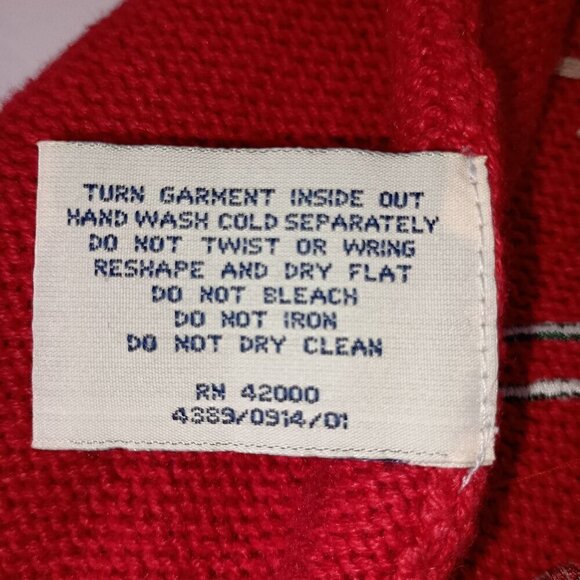 TURN GARMENT INSIDE OUT
HAND WASH COLD SEPARATELY
DO NOT TWIST OR WRING
RESHAPE AND DRY FLAT
DO NOT BLEACH
DO NOT IRON
DO NOT DRY CLEAN
RN 42000
4389/0914/01